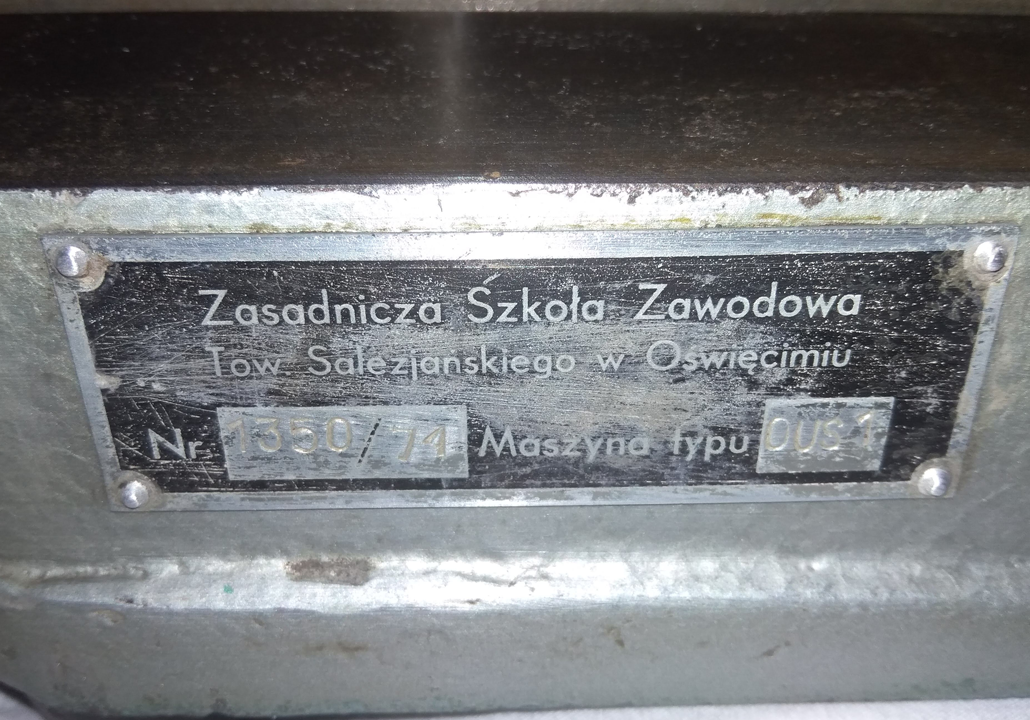 Zasadnicza Szkoła Zawodowa
Tow. Salezjańskiego w Oświęcimiu
Nr 1350/71 Maszyna typu OUS1